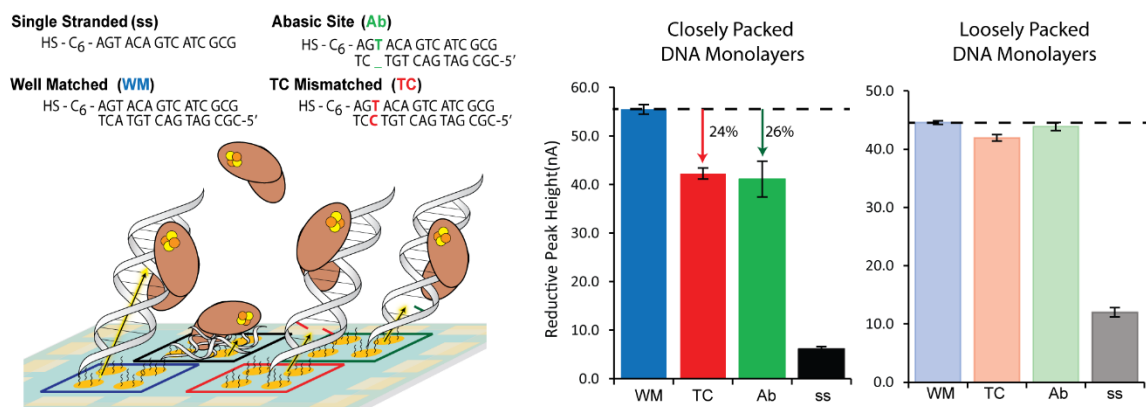 Single Stranded (ss)
HS - C6 - AGT ACA GTC ATC GCG
Abasic Site (Ab)
HS - C6 - AGT ACA GTC ATC GCG
TC _ TGT CAG TAG CGC-5'
Well Matched (WM)
HS - C6 - AGT ACA GTC ATC GCG
TCA TGT CAG TAG CGC-5'
TC Mismatched (TC)
HS - C6 - AGT ACA GTC ATC GCG
TCC TGT CAG TAG CGC-5'
Closely Packed
DNA Monolayers
Reductive Peak Height(nA)
60.0
50.0
40.0
30.0
20.0
10.0
0.0
24%
26%
WM TC Ab ss
Loosely Packed
DNA Monolayers
50.0
40.0
30.0
20.0
10.0
0.0
WM TC Ab ss